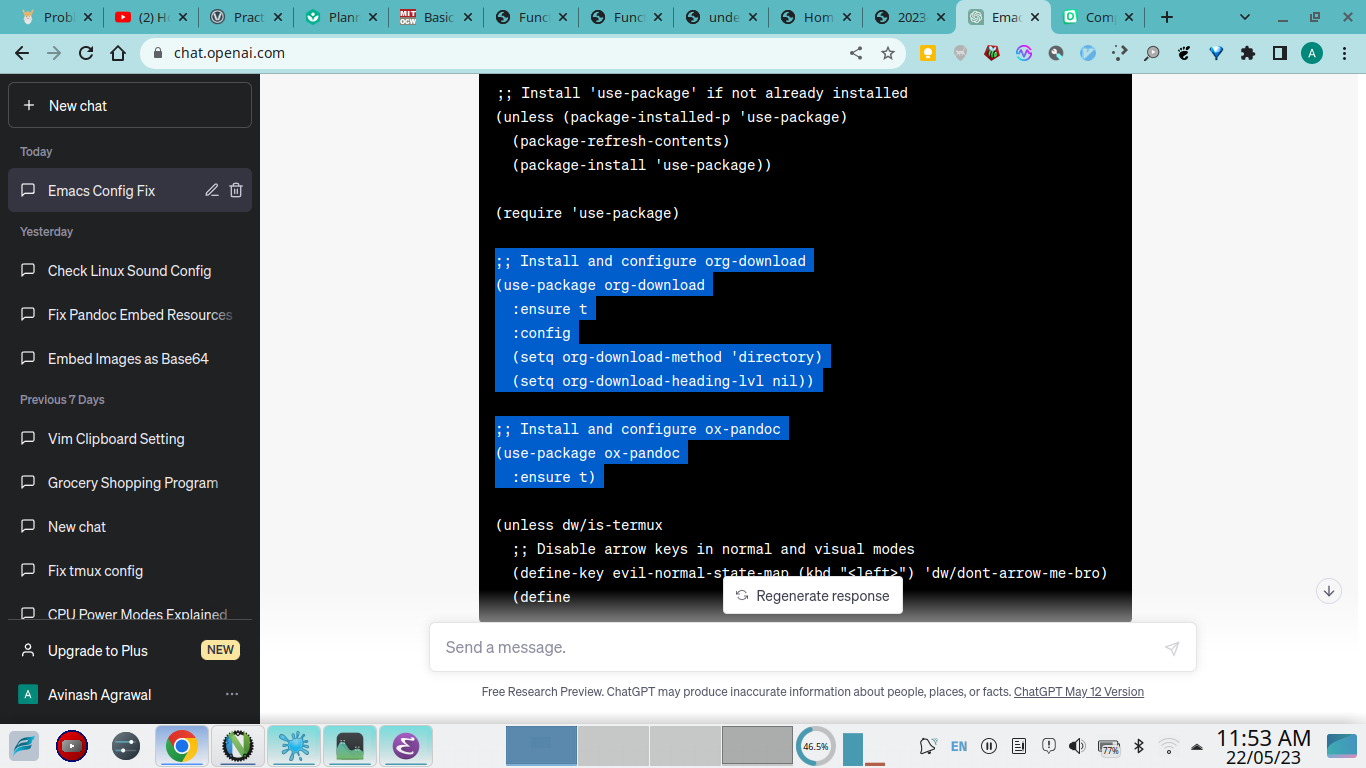 Prob
(2) H
Pract
Plann
MIT
OCW
Basic
Func
Func
unde
Hom
2023
Emac
Com
chat.openai.com
A
New chat
Today
Emacs Config Fix
Yesterday
Check Linux Sound Config
Fix Pandoc Embed Resources
Embed Images as Base64
Previous 7 Days
Vim Clipboard Setting
Grocery Shopping Program
New chat
Fix tmux config
CPU Power Modes Explained
Upgrade to Plus
NEW
A
Avinash Agrawal
;; Install 'use-package' if not already installed
(unless (package-installed-p 'use-package)
(package-refresh-contents)
(package-install 'use-package))
(require 'use-package)
;; Install and configure org-download
(use-package org-download
:ensure t
:config
(setq org-download-method 'directory)
(setq org-download-heading-lvl nil))
;; Install and configure ox-pandoc
(use-package ox-pandoc
:ensure t)
(unless dw/is-termux
;; Disable arrow keys in normal and visual modes
(define-key evil-normal-state-map (kbd "<left>") 'dw/dont-arrow-me-bro)
(define
Regenerate response
Send a message.
Free Research Preview. ChatGPT may produce inaccurate information about people, places, or facts. ChatGPT May 12 Version
46.5%
EN
77%
11:53 AM
22/05/23